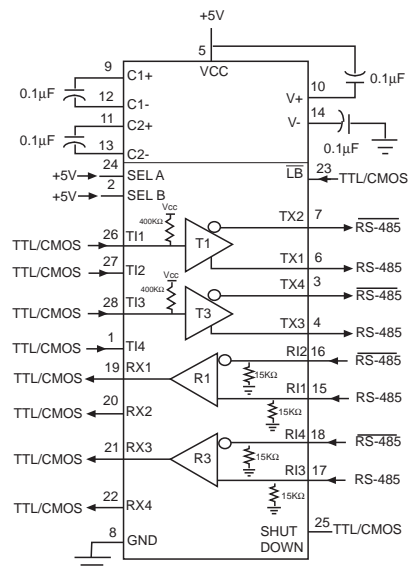 +5V
5
VCC
9
C1+
0.1µF
12
C1-
11
C2+
0.1µF
13
C2-
10
V+
0.1µF
14
V-
0.1µF
24
+5V
SEL A
2
+5V
SEL B
LB
23
TTL/CMOS
26
TTL/CMOS
TI1
Vcc
400KΩ
T1
TX2
7
RS-485
TX1
6
RS-485
27
TTL/CMOS
TI2
28
TTL/CMOS
TI3
Vcc
400KΩ
T3
TX4
3
RS-485
TX3
4
RS-485
1
TTL/CMOS
TI4
19
TTL/CMOS
RX1
R1
RI2
16
RS-485
15KΩ
RI1
15
RS-485
15KΩ
20
TTL/CMOS
RX2
21
TTL/CMOS
RX3
R3
RI4
18
RS-485
15KΩ
RI3
17
RS-485
15KΩ
22
TTL/CMOS
RX4
8
GND
SHUT
DOWN
25
TTL/CMOS